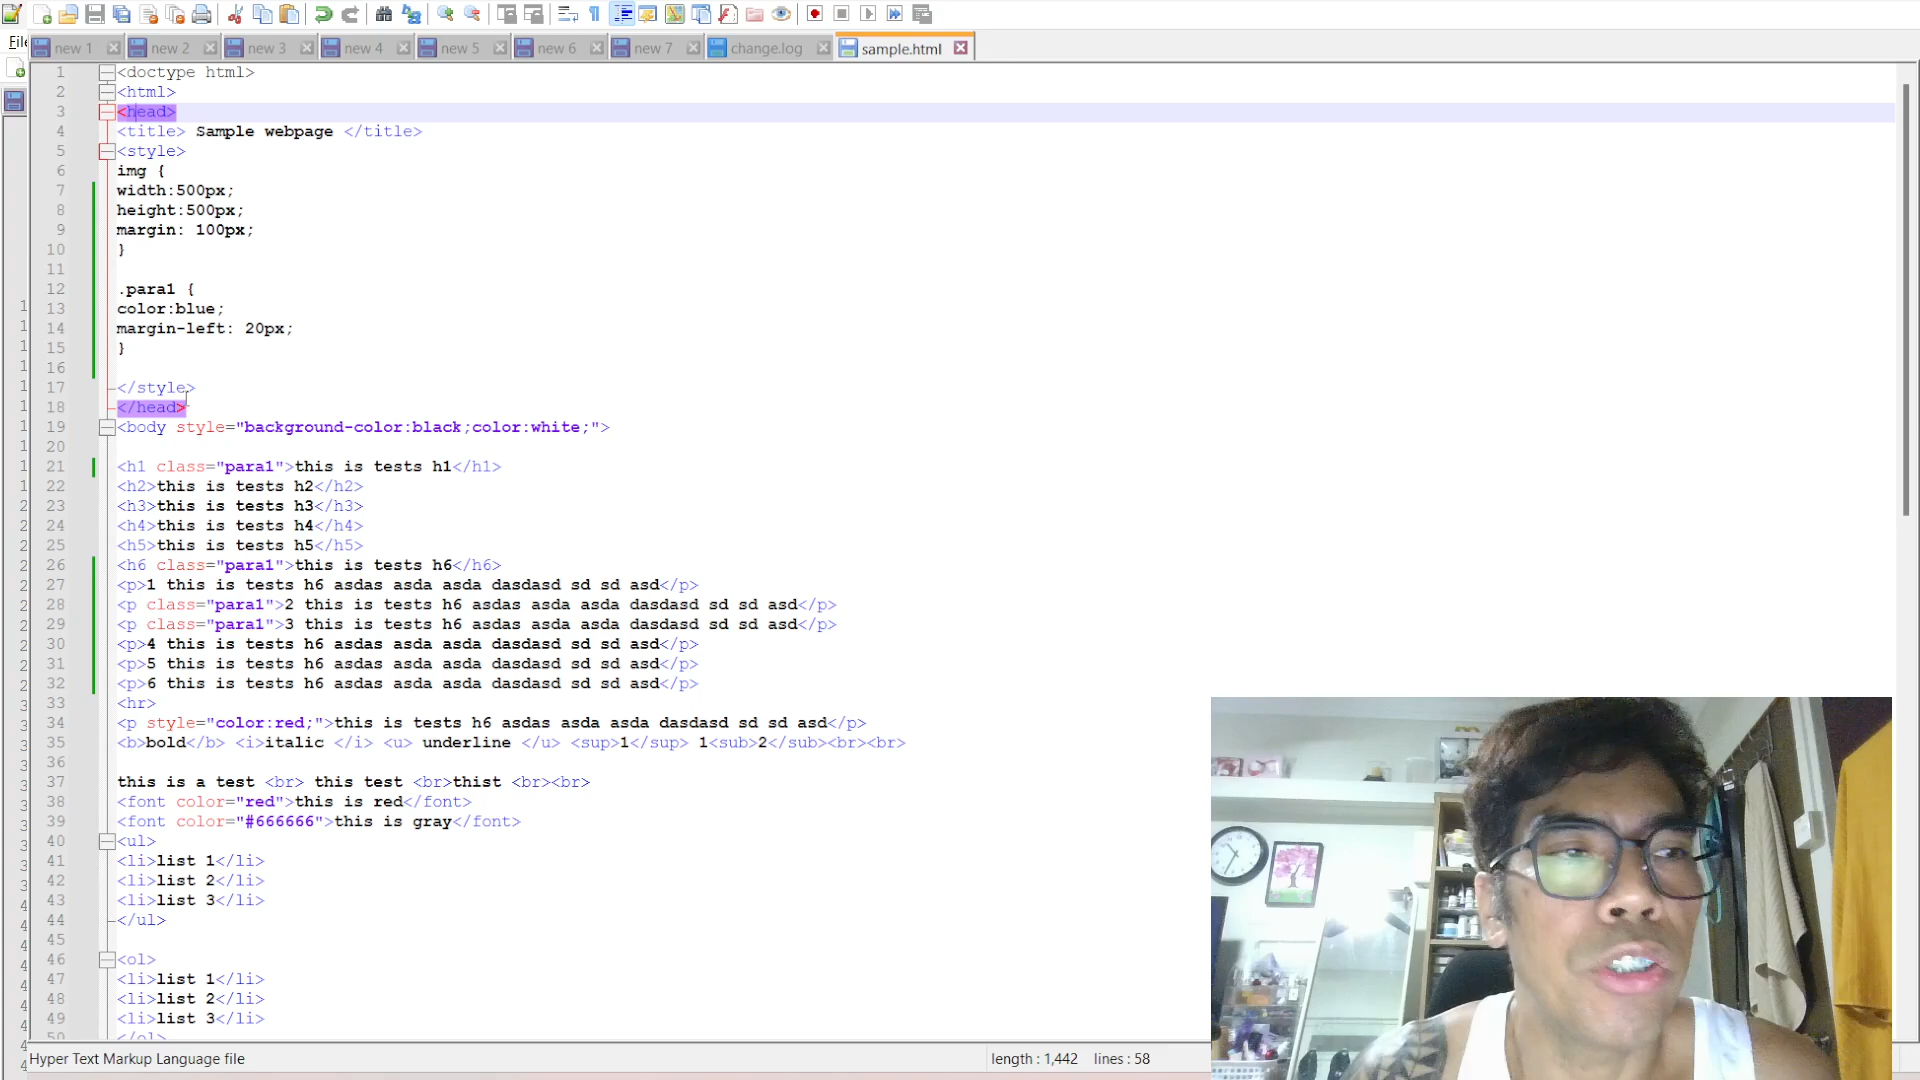 File
new 1 new 2 new 3 new 4 new 5 new 6 new 7 change.log sample.html
1 <doctype html>
2 <html>
3 <head>
4 <title> Sample webpage </title>
5 <style>
6 img {
7 width:500px;
8 height:500px;
9 margin: 100px;
10 }
11
12 .para1 {
13 color:blue;
14 margin-left: 20px;
15 }
16
17 </style>
18 </head>
19 <body style="background-color:black;color:white;">
20
21 <h1 class="para1">this is tests h1</h1>
22 <h2>this is tests h2</h2>
23 <h3>this is tests h3</h3>
24 <h4>this is tests h4</h4>
25 <h5>this is tests h5</h5>
26 <h6 class="para1">this is tests h6</h6>
27 <p>1 this is tests h6 asdas asda asda dasdasd sd sd asd</p>
28 <p class="para1">2 this is tests h6 asdas asda asda dasdasd sd sd asd</p>
29 <p class="para1">3 this is tests h6 asdas asda asda dasdasd sd sd asd</p>
30 <p>4 this is tests h6 asdas asda asda dasdasd sd sd asd</p>
31 <p>5 this is tests h6 asdas asda asda dasdasd sd sd asd</p>
32 <p>6 this is tests h6 asdas asda asda dasdasd sd sd asd</p>
33 <hr>
34 <p style="color:red;">this is tests h6 asdas asda asda dasdasd sd sd asd</p>
35 <b>bold</b> <i>italic </i> <u> underline </u> <sup>1</sup> 1<sub>2</sub><br><br>
36
37 this is a test <br> this test <br>thist <br><br>
38 <font color="red">this is red</font>
39 <font color="#666666">this is gray</font>
40 <ul>
41 <li>list 1</li>
42 <li>list 2</li>
43 <li>list 3</li>
44 </ul>
45
46 <ol>
47 <li>list 1</li>
48 <li>list 2</li>
49 <li>list 3</li>
50 </ol>
Hyper Text Markup Language file length : 1,442 lines : 58